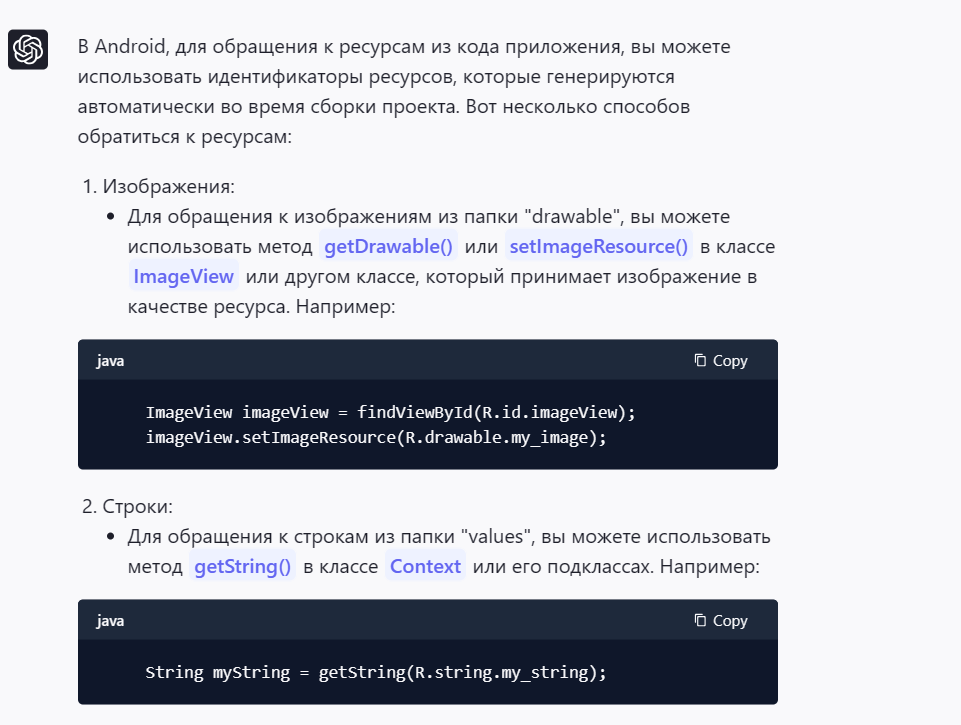 В Android, для обращения к ресурсам из кода приложения, вы можете
использовать идентификаторы ресурсов, которые генерируются
автоматически во время сборки проекта. Вот несколько способов
обратиться к ресурсам:
1. Изображения:
• Для обращения к изображениям из папки "drawable", вы можете
использовать метод getDrawable() или setImageResource() в классе
ImageView или другом классе, который принимает изображение в
качестве ресурса. Например:
java Copy
ImageView imageView = findViewById(R.id.imageView);
imageView.setImageResource(R.drawable.my_image);
2. Строки:
• Для обращения к строкам из папки "values", вы можете использовать
метод getString() в классе Context или его подклассах. Например:
java Copy
String myString = getString(R.string.my_string);